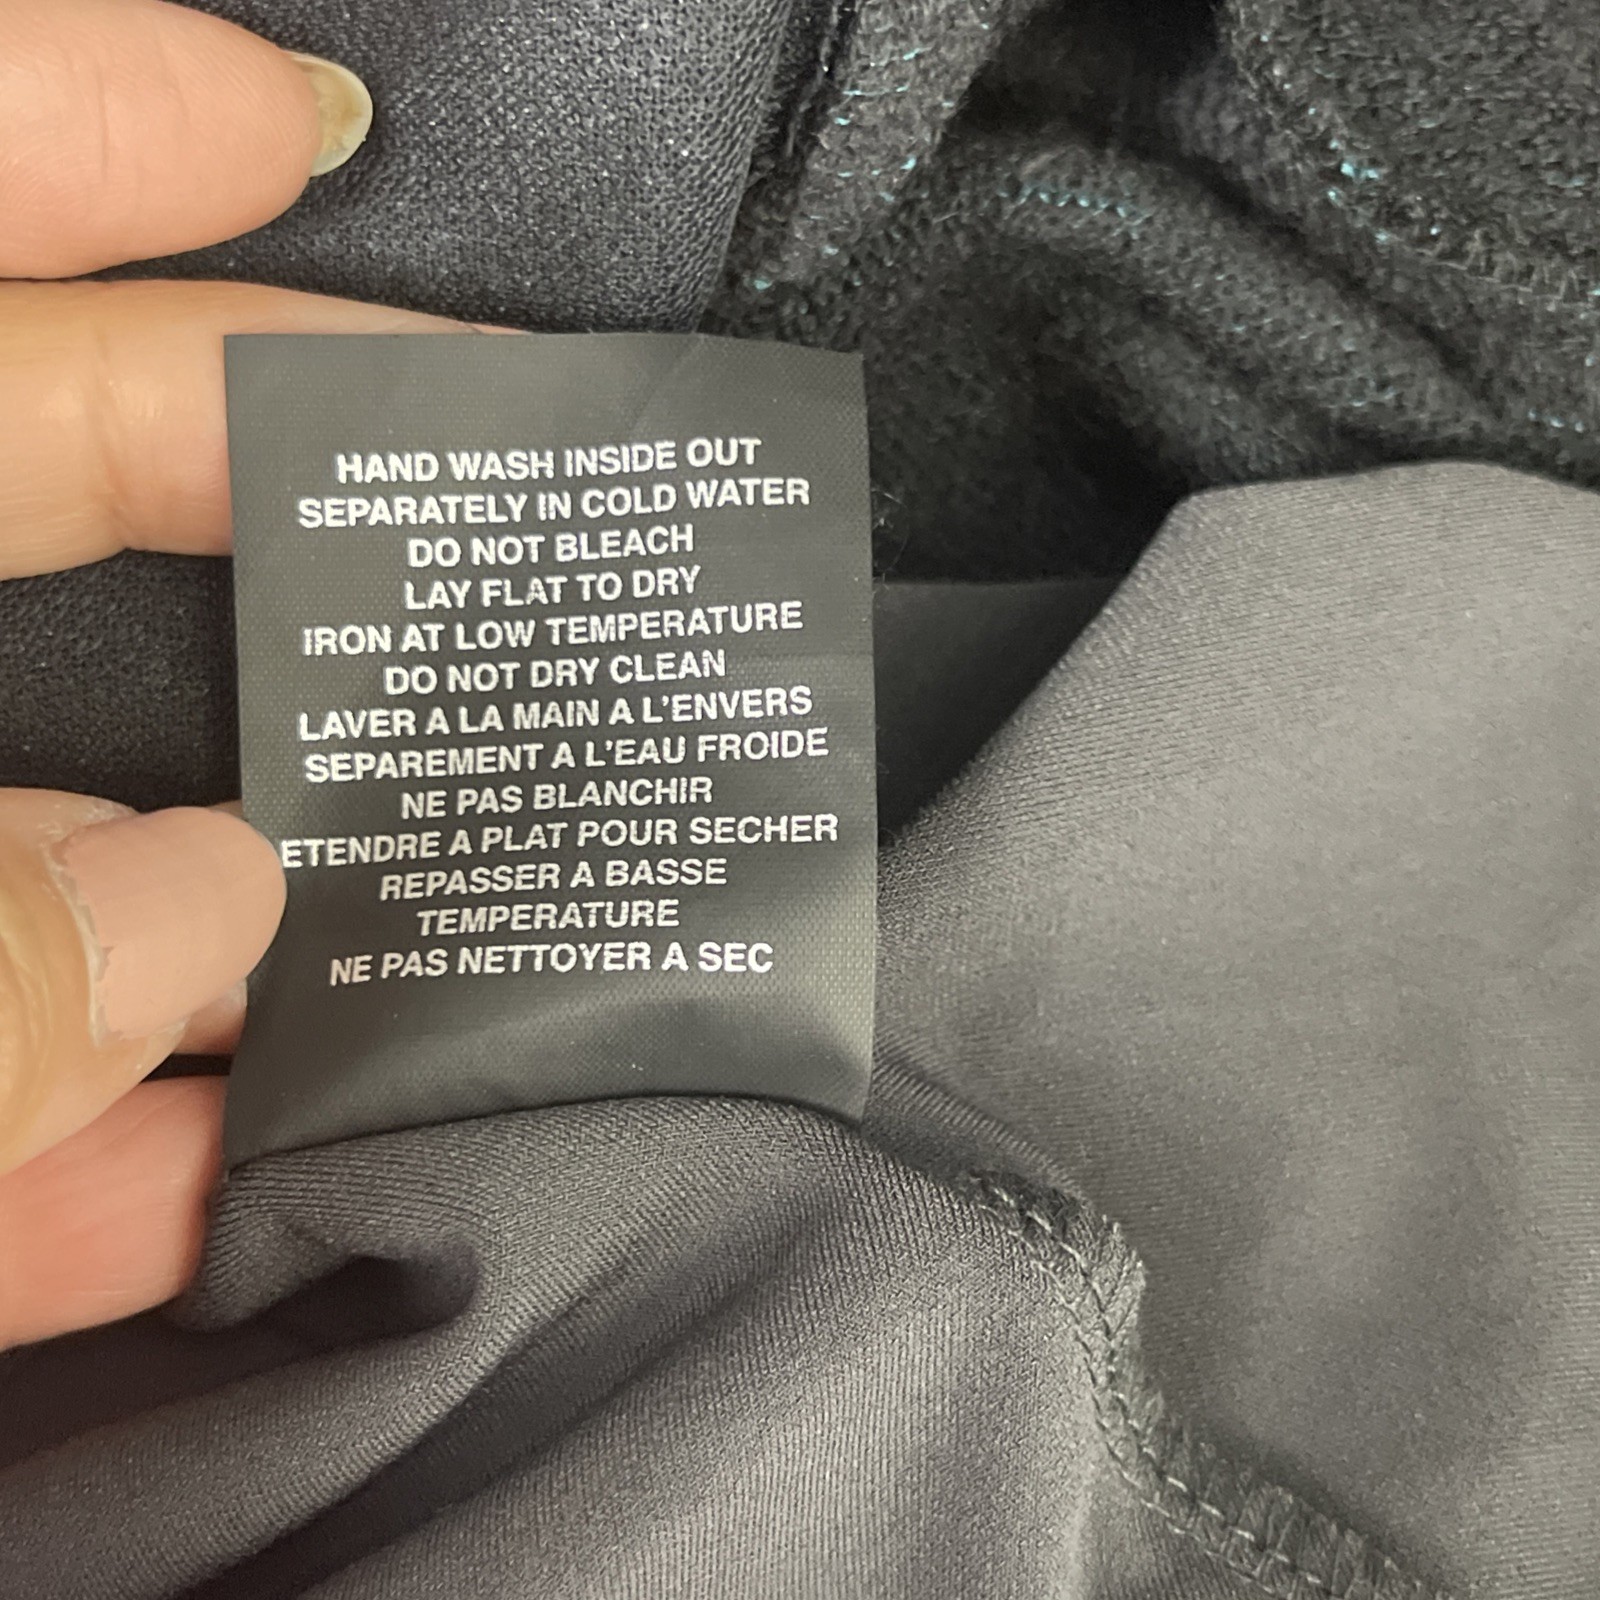 HAND WASH INSIDE OUT
SEPARATELY IN COLD WATER
DO NOT BLEACH
LAY FLAT TO DRY
IRON AT LOW TEMPERATURE
DO NOT DRY CLEAN
LAVER A LA MAIN A L'ENVERS
SEPAREMENT A L'EAU FROIDE
NE PAS BLANCHIR
ETENDRE A PLAT POUR SECHER
REPASSER A BASSE
TEMPERATURE
NE PAS NETTOYER A SEC